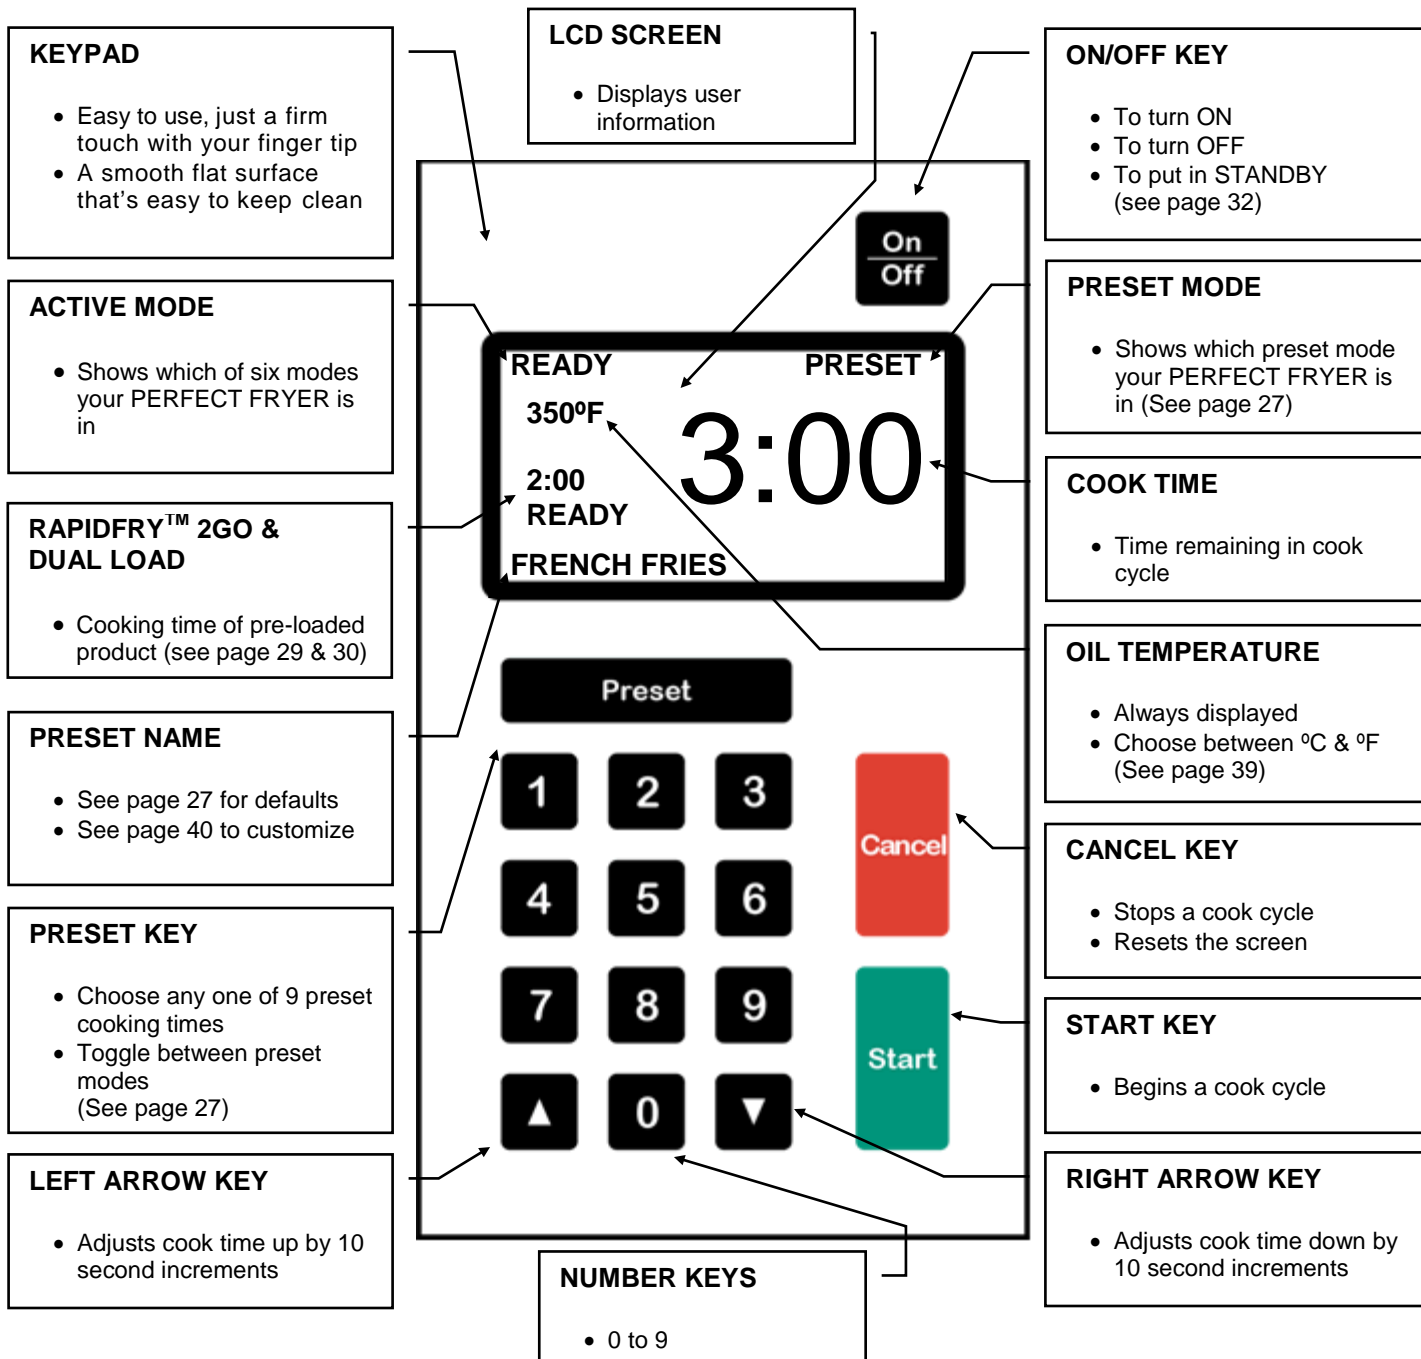 KEYPAD
• Easy to use, just a firm
touch with your finger tip
• A smooth flat surface
that's easy to keep clean
LCD SCREEN
• Displays user
information
ON/OFF KEY
• To turn ON
• To turn OFF
• To put in STANDBY
(see page 32)
ACTIVE MODE
• Shows which of six modes
your PERFECT FRYER is
in
PRESET MODE
• Shows which preset mode
your PERFECT FRYER is
in (See page 27)
RAPIDFRY™ 2GO &
DUAL LOAD
• Cooking time of pre-loaded
product (see page 29 & 30)
COOK TIME
• Time remaining in cook
cycle
PRESET NAME
• See page 27 for defaults
• See page 40 to customize
OIL TEMPERATURE
• Always displayed
• Choose between ºC & ºF
(See page 39)
PRESET KEY
• Choose any one of 9 preset
cooking times
• Toggle between preset
modes
(See page 27)
CANCEL KEY
• Stops a cook cycle
• Resets the screen
START KEY
• Begins a cook cycle
LEFT ARROW KEY
• Adjusts cook time up by 10
second increments
RIGHT ARROW KEY
• Adjusts cook time down by
10 second increments
NUMBER KEYS
• 0 to 9
On
Off
READY PRESET
350ºF
3:00
2:00
READY
FRENCH FRIES
Preset
1 2 3
Cancel
4 5 6
7 8 9
Start
▲ 0 ▼